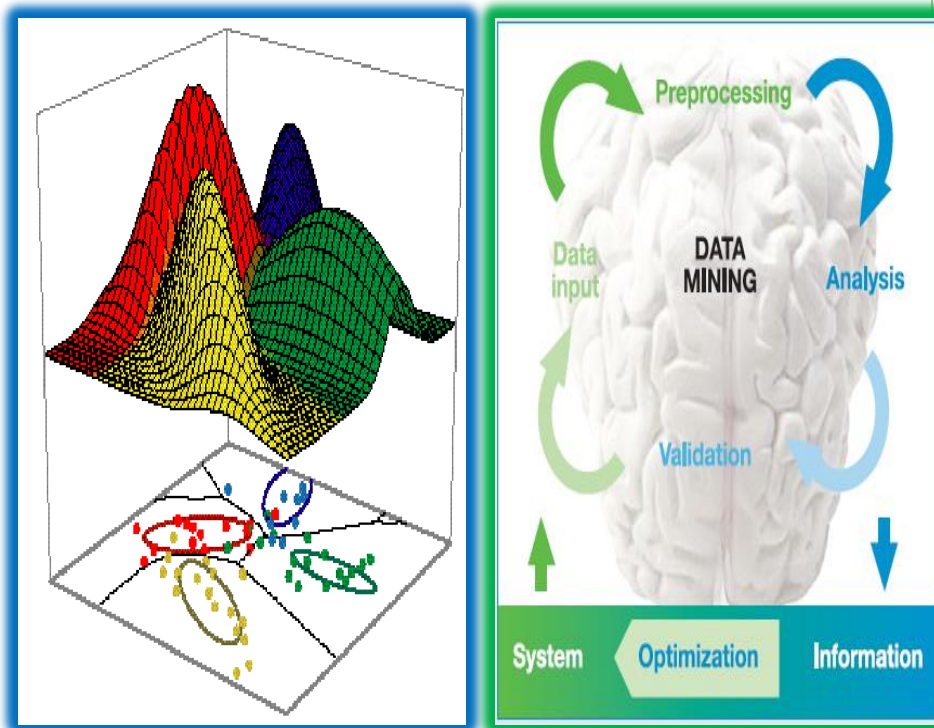 Preprocessing
Data
input
DATA
MINING
Analysis
Validation
System
Optimization
Information